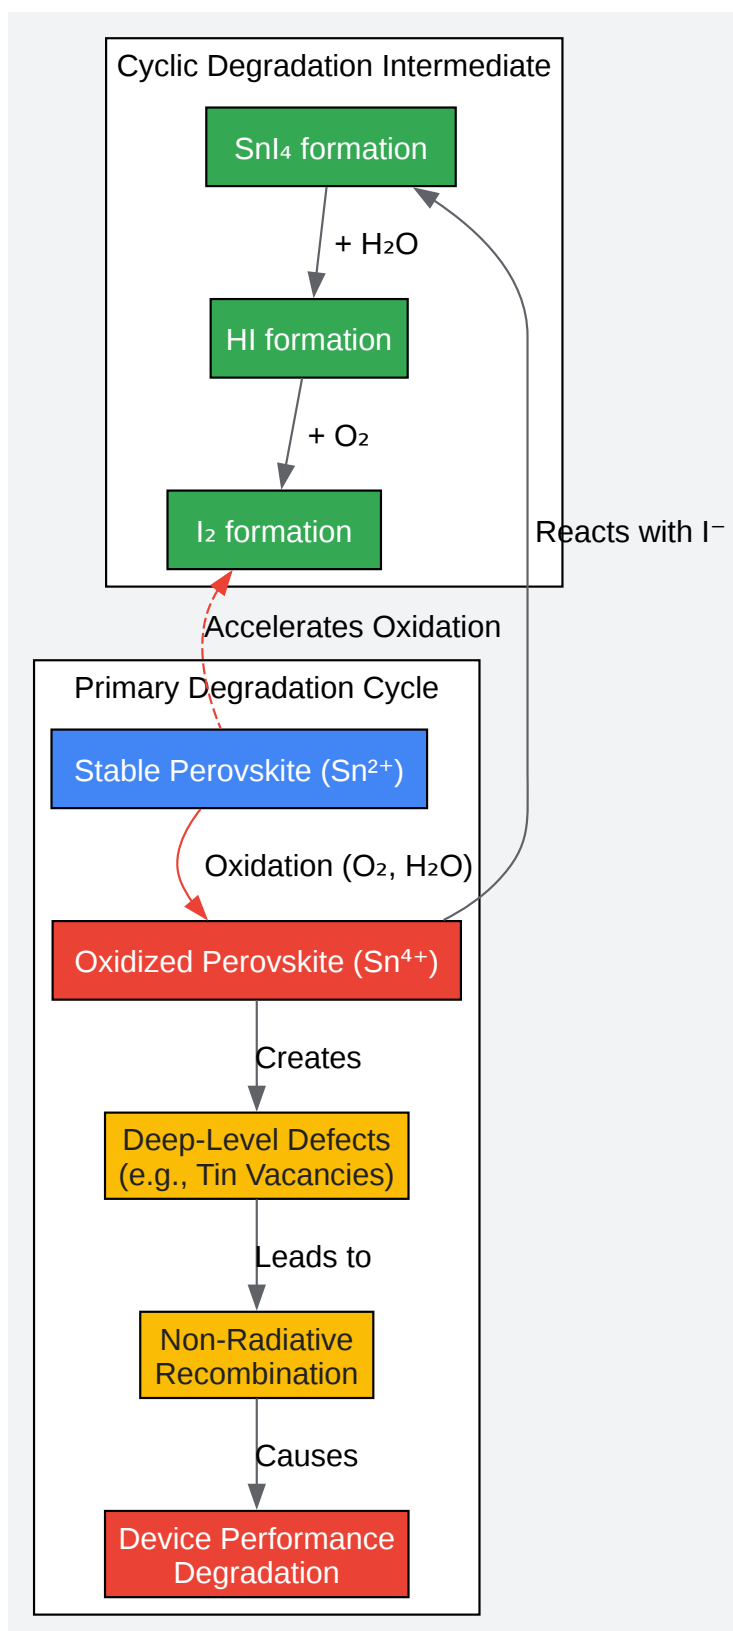 Cyclic Degradation Intermediate
SnI₄ formation
+ H₂O
HI formation
+ O₂
I₂ formation
Reacts with I⁻
Accelerates Oxidation
Primary Degradation Cycle
Stable Perovskite (Sn²⁺)
Oxidation (O₂, H₂O)
Oxidized Perovskite (Sn⁴⁺)
Creates
Deep-Level Defects
(e.g., Tin Vacancies)
Leads to
Non-Radiative
Recombination
Causes
Device Performance
Degradation